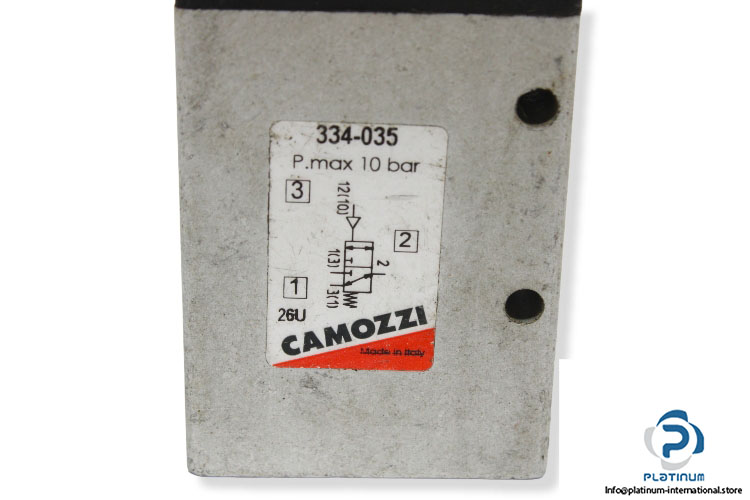 334-035
P.max 10 bar
3
12(10)
2
1(3)
2
3(1)
1
26U
CAMOZZI
Made in Italy
PLATINUM
Info@platinum-international.store